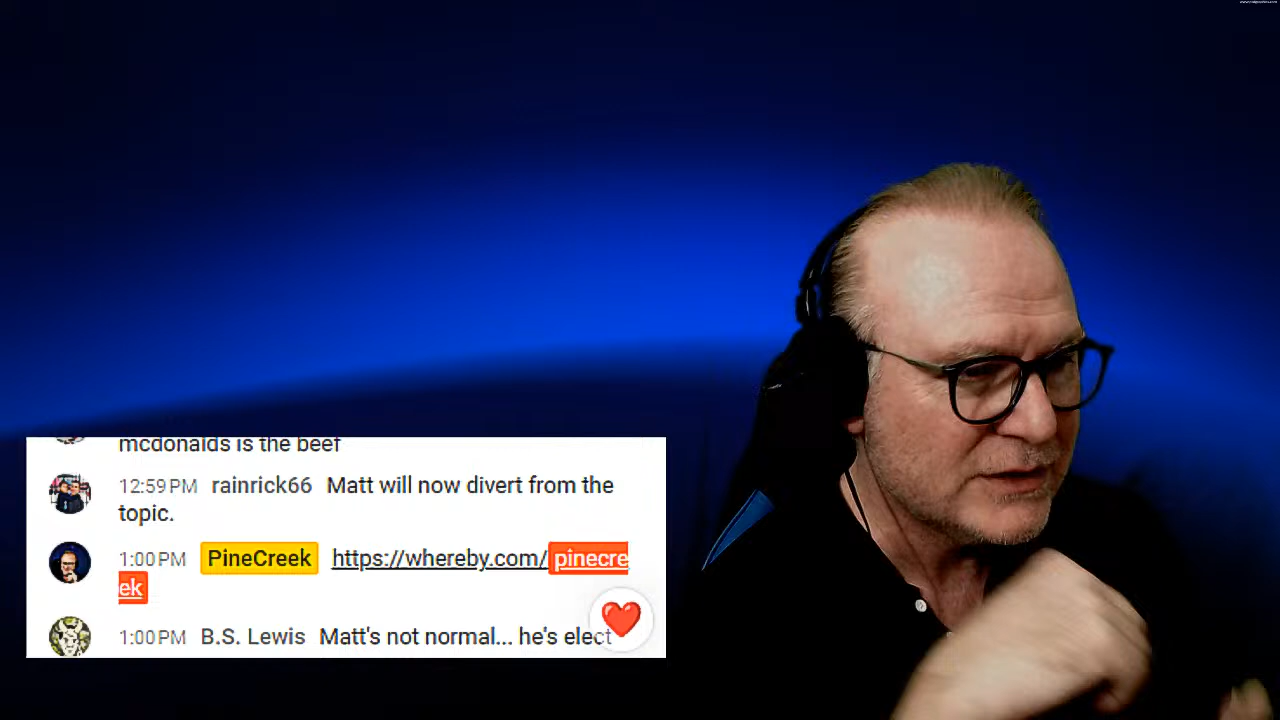 mcdonalds is the beef
12:59 PM rainrick66 Matt will now divert from the
topic.
1:00 PM PineCreek https://whereby.com/pinecre
ek
1:00 PM B.S. Lewis Matt's not normal... he's elect